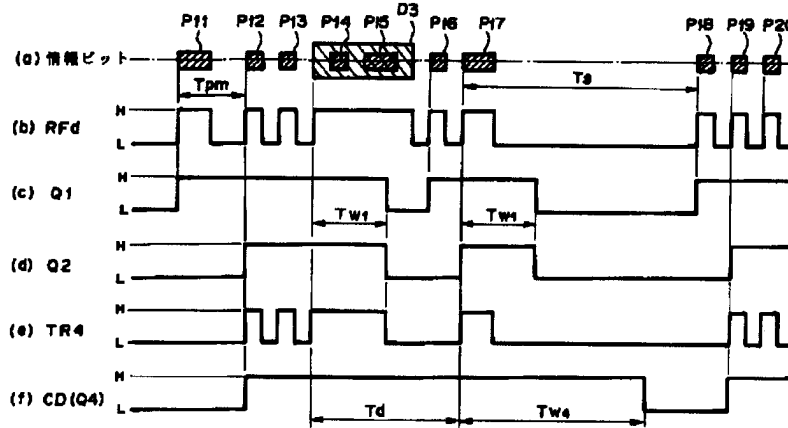 P11 P12 P13 P14 P15 D3 P16 P17 P18 P19 P20
(a) 情報ビット
Tpm
Ts
(b) RFd H L
(c) Q1 H L
Tw1 Tw1
(d) Q2 H L
(e) TR4 H L
(f) CD(Q4) H L
Td Tw4